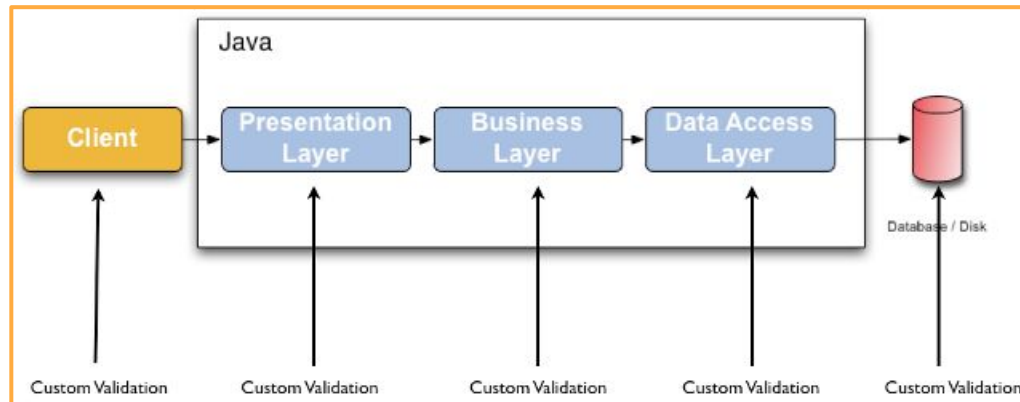 Java
Client
Presentation
Layer
Business
Layer
Data Access
Layer
Database / Disk
Custom Validation
Custom Validation
Custom Validation
Custom Validation
Custom Validation